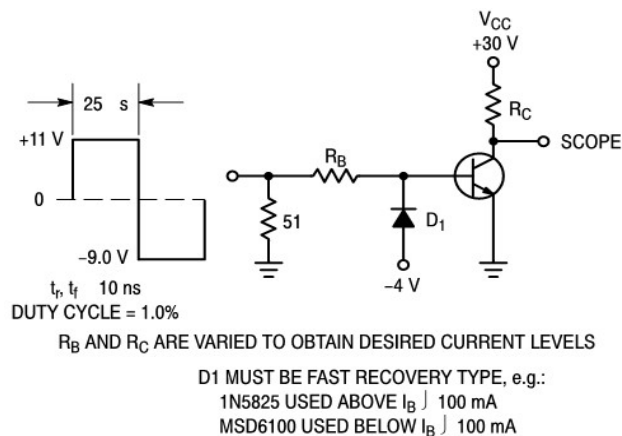 V_CC
+30 V
R_C
SCOPE
25 s
+11 V
R_B
0
51
D_1
−9.0 V
−4 V
t_r, t_f 10 ns
DUTY CYCLE = 1.0%
R_B AND R_C ARE VARIED TO OBTAIN DESIRED CURRENT LEVELS
D1 MUST BE FAST RECOVERY TYPE, e.g.:
1N5825 USED ABOVE I_B ⌡ 100 mA
MSD6100 USED BELOW I_B ⌡ 100 mA